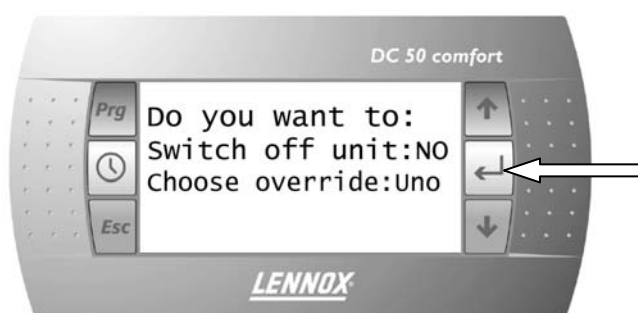 DC 50 comfort
Prg
Do you want to:
Switch off unit:NO
Choose override:Uno
Esc
LENNOX